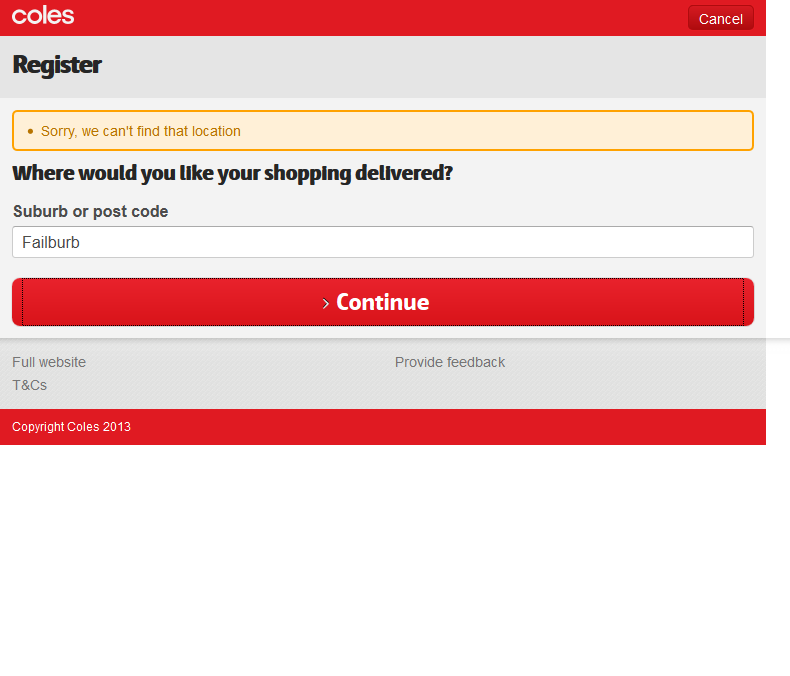 coles
Cancel
Register
• Sorry, we can't find that location
Where would you like your shopping delivered?
Suburb or post code
Failburb
› Continue
Full website
Provide feedback
T&Cs
Copyright Coles 2013